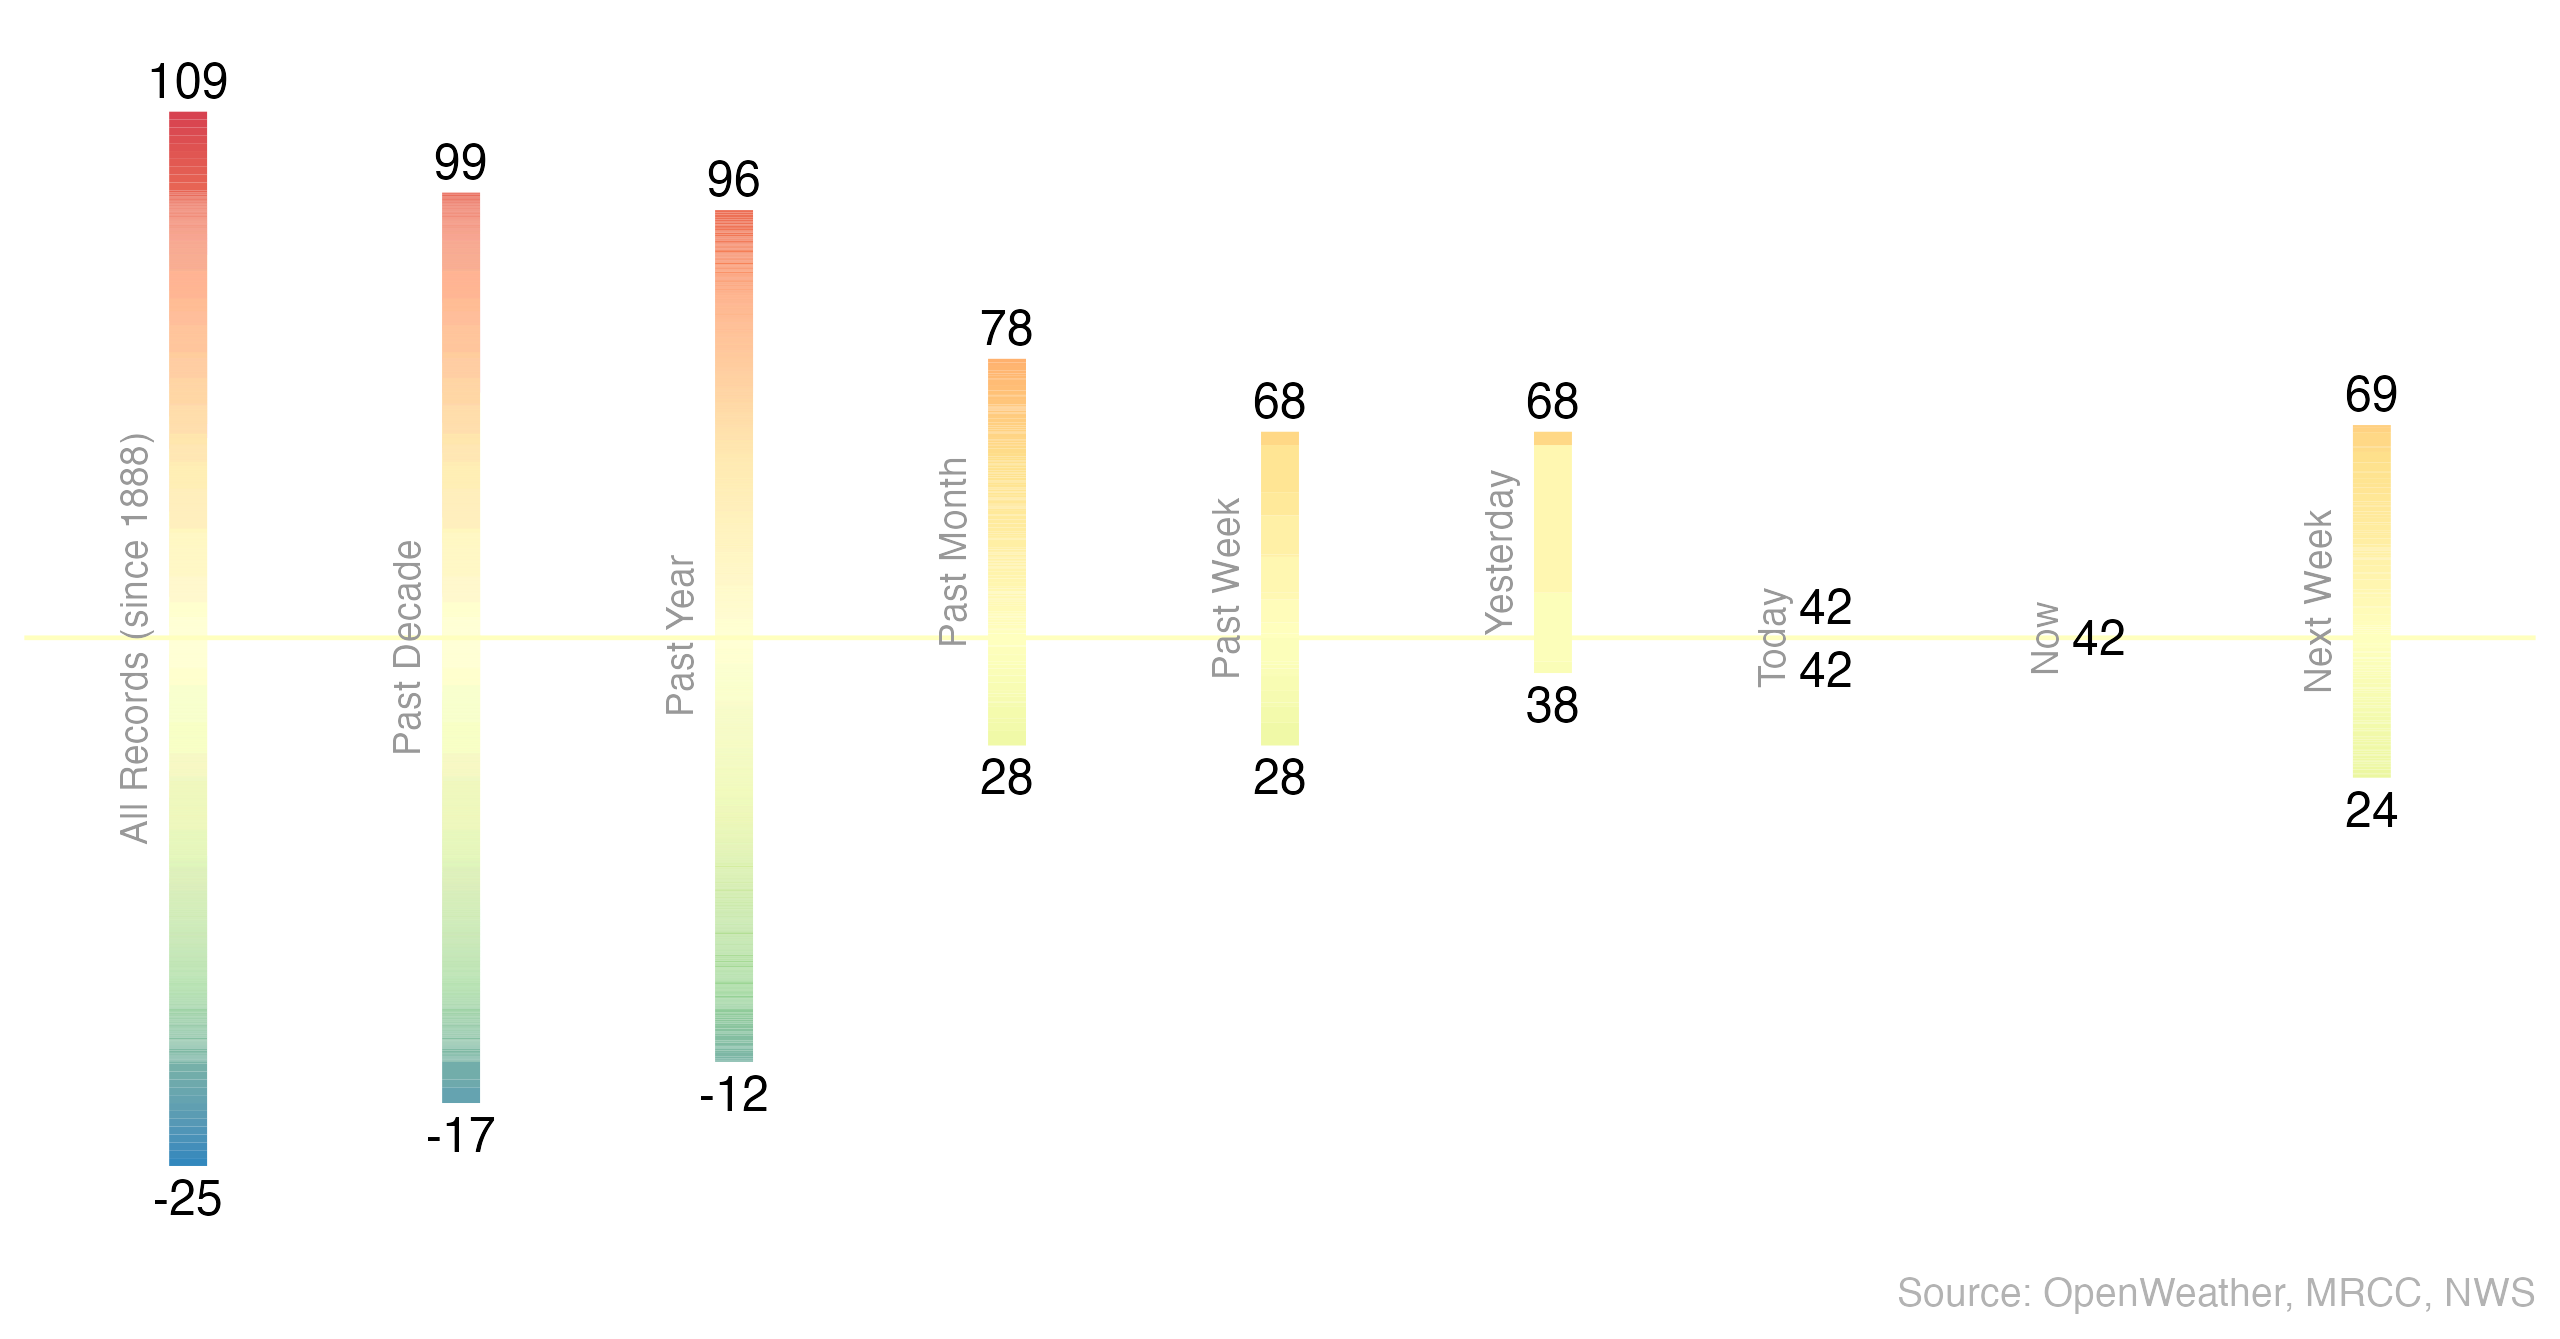 109
All Records (since 1888)
-25
99
Past Decade
-17
96
Past Year
-12
78
Past Month
28
68
Past Week
28
68
Yesterday
38
42
Today
42
Now
42
69
Next Week
24
Source: OpenWeather, MRCC, NWS